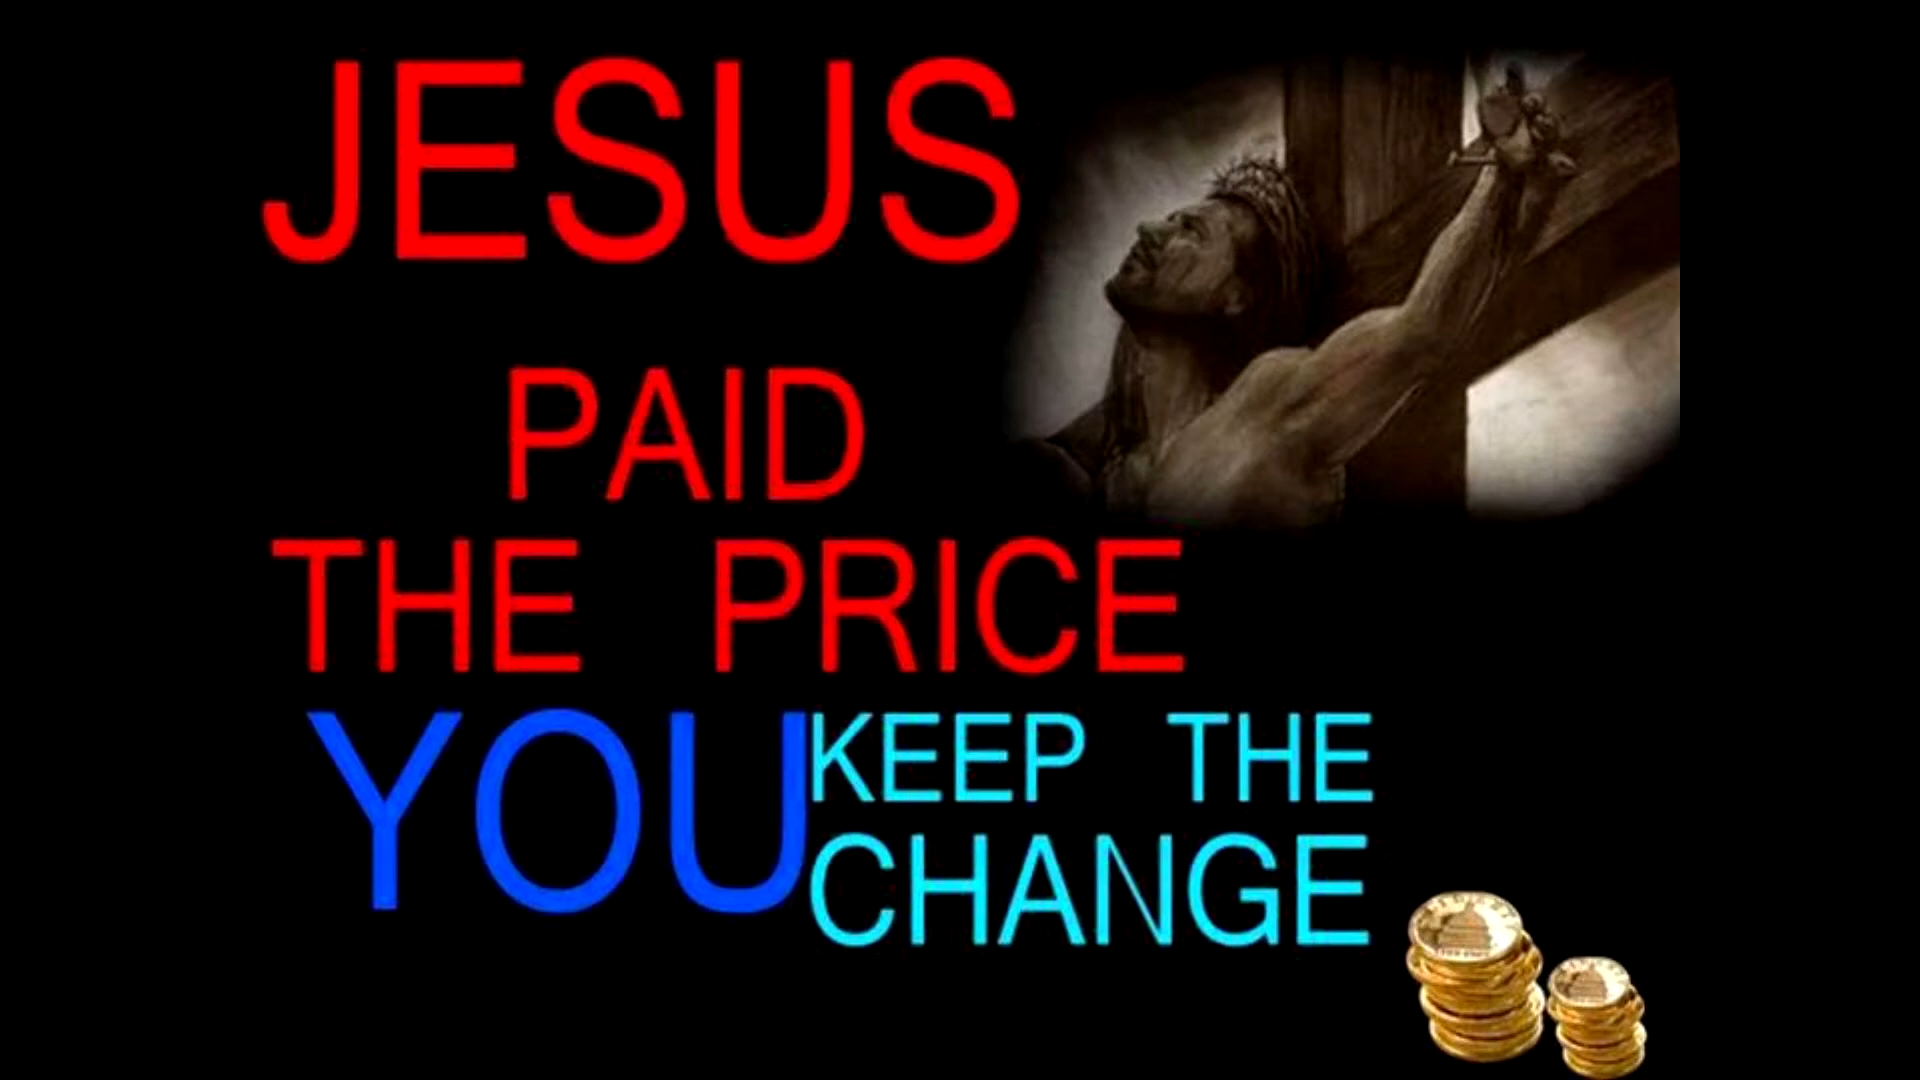 JESUS
PAID
THE PRICE
YOU KEEP THE
CHANGE